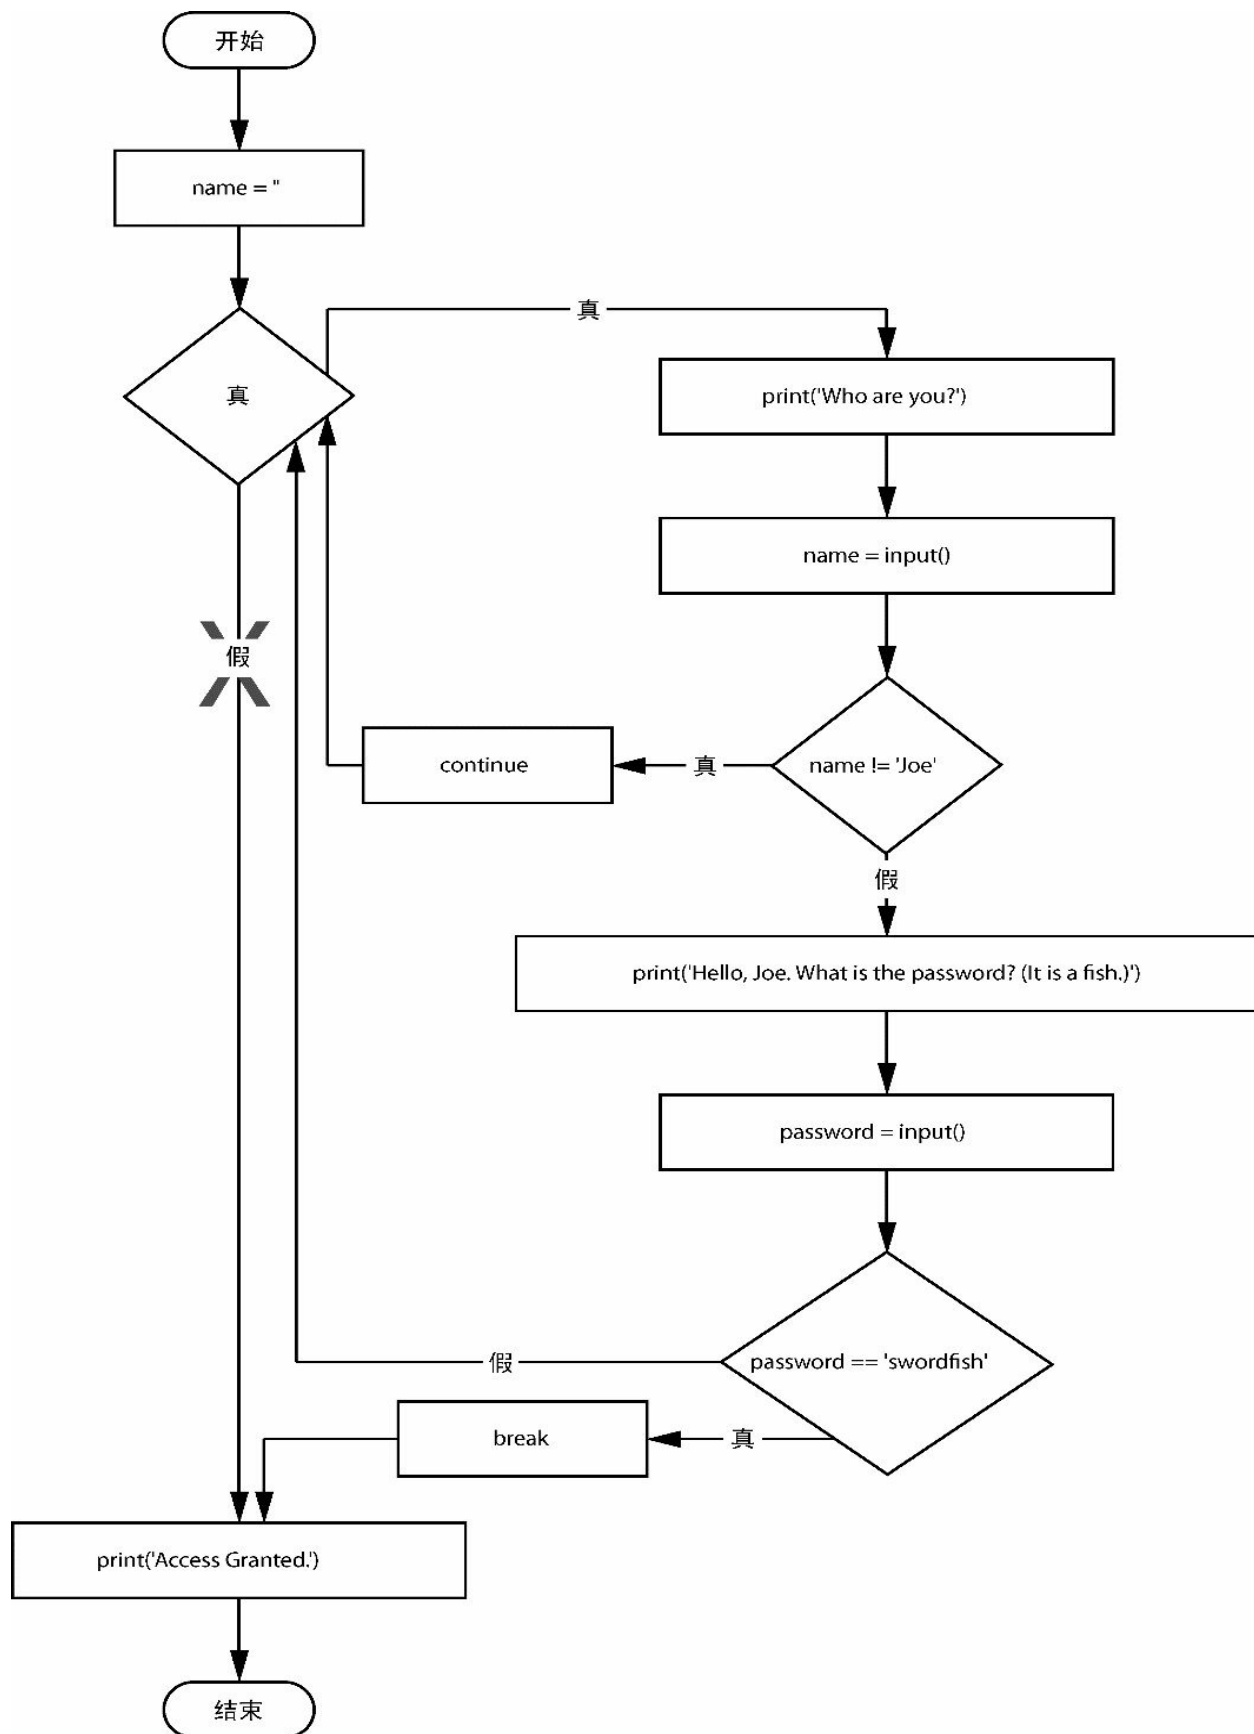 开始
name = ''
真
真
print('Who are you?')
name = input()
假
continue
真
name != 'Joe'
假
print('Hello, Joe. What is the password? (It is a fish.)')
password = input()
假
password == 'swordfish'
break
真
print('Access Granted.')
结束